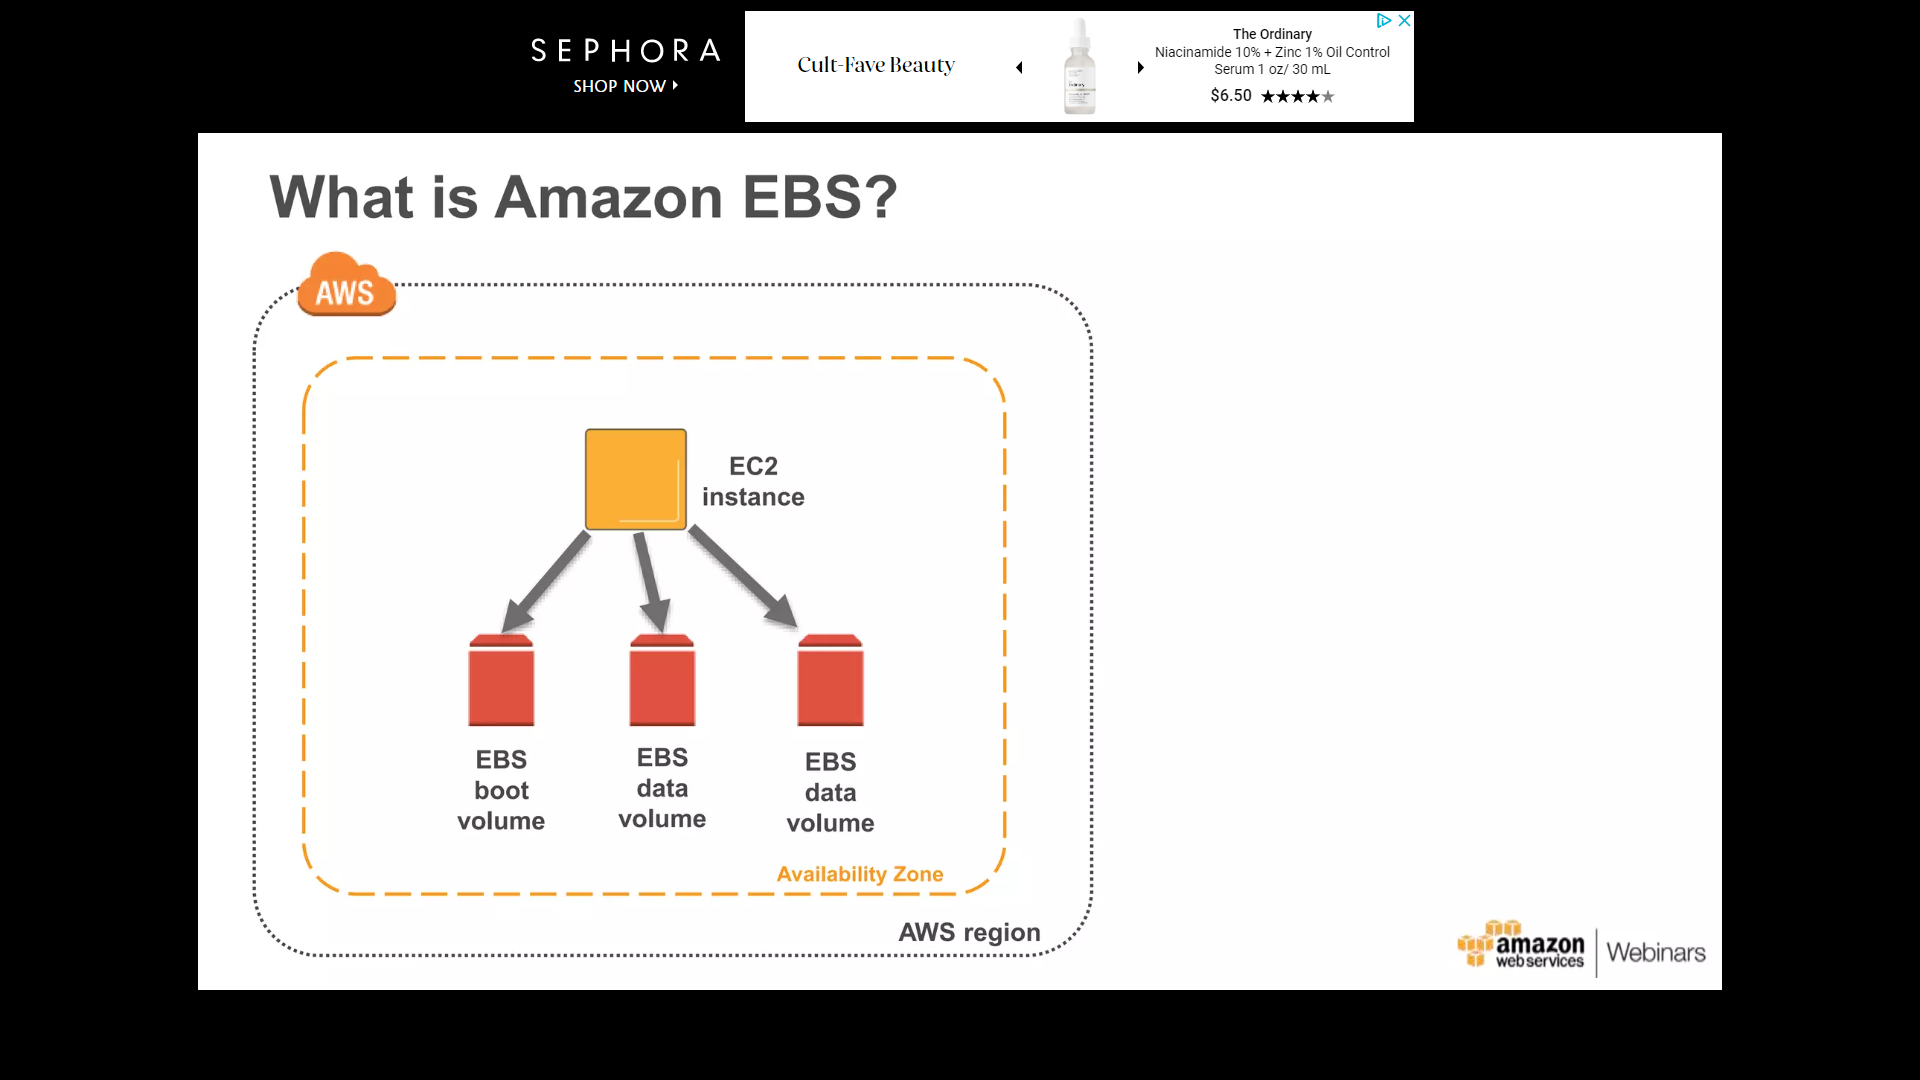 SEPHORA
SHOP NOW
Cult-Fave Beauty
The Ordinary
Niacinamide 10% + Zinc 1% Oil Control
Serum 1 oz/ 30 mL
$6.50
What is Amazon EBS?
AWS
EC2
instance
EBS
boot
volume
EBS
data
volume
EBS
data
volume
Availability Zone
AWS region
amazon
web services
Webinars